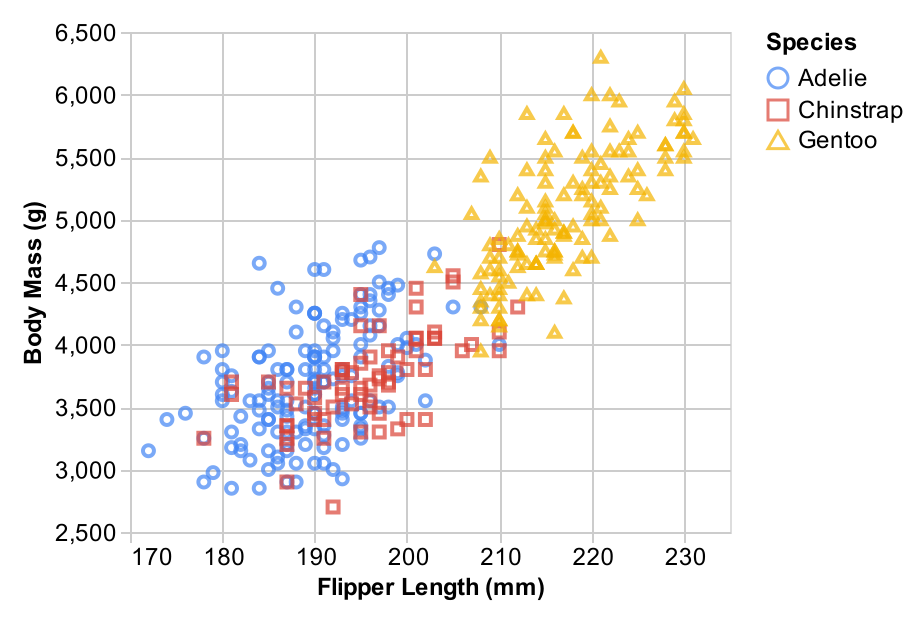 6,500
6,000
5,500
5,000
4,500
4,000
3,500
3,000
2,500
Body Mass (g)
170 180 190 200 210 220 230
Flipper Length (mm)
Species
Adelie
Chinstrap
Gentoo